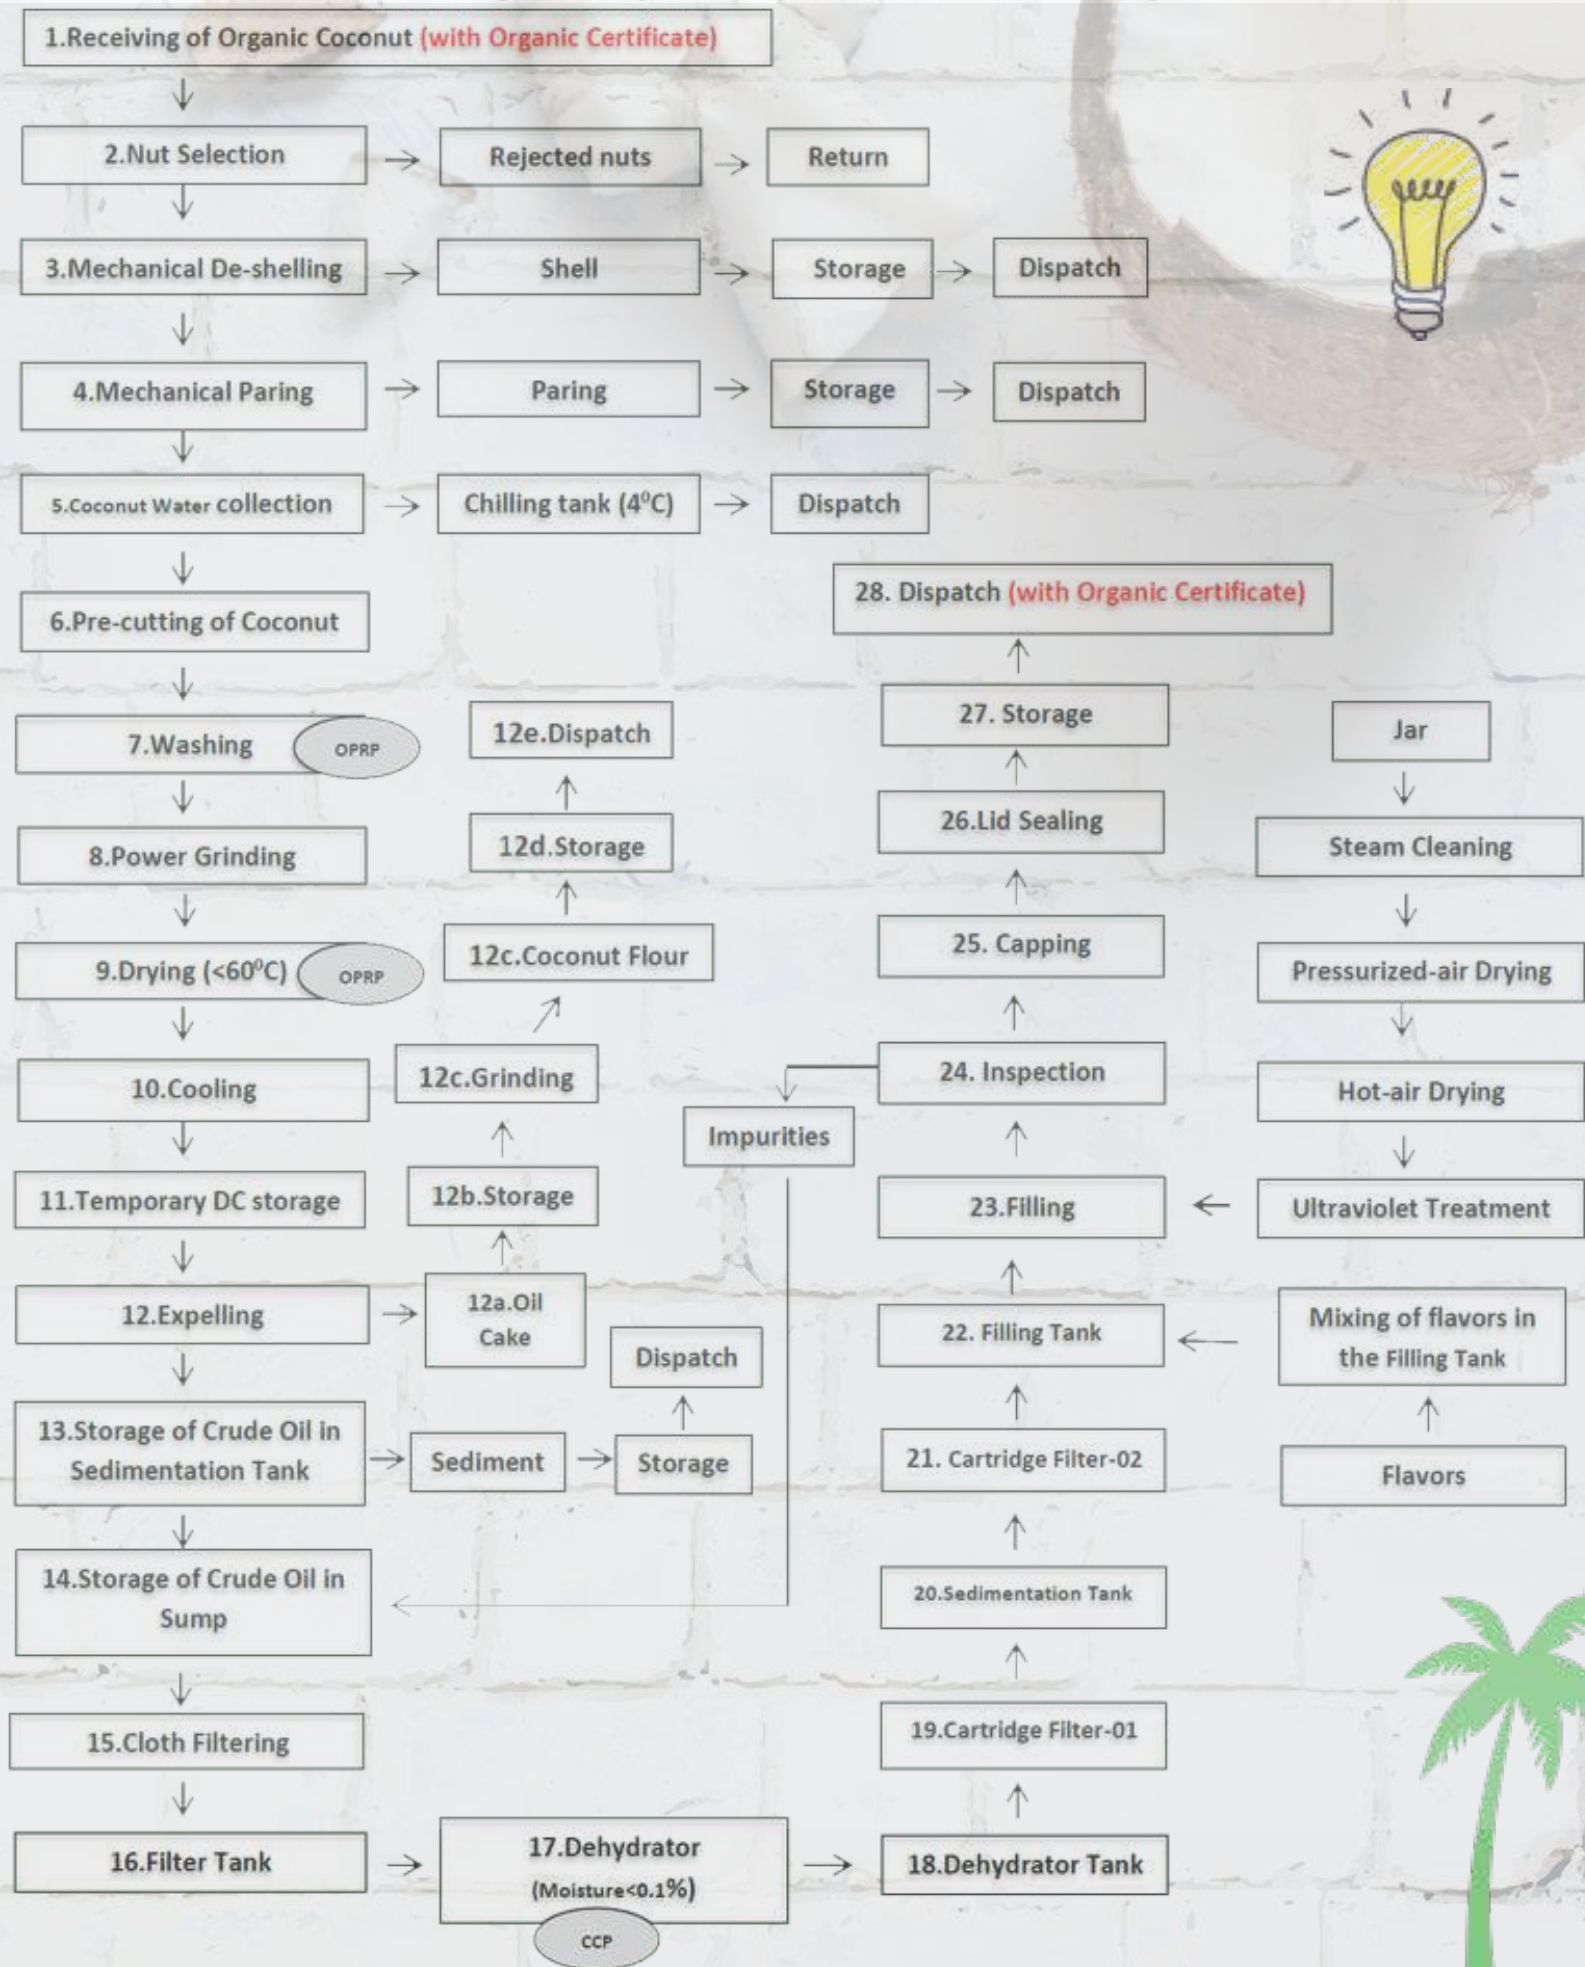 1.Receiving of Organic Coconut (with Organic Certificate)
2.Nut Selection
Rejected nuts
Return
3.Mechanical De-shelling
Shell
Storage
Dispatch
4.Mechanical Paring
Paring
Storage
Dispatch
5.Coconut Water collection
Chilling tank (4⁰C)
Dispatch
6.Pre-cutting of Coconut
7.Washing
OPRP
8.Power Grinding
9.Drying (<60⁰C)
OPRP
10.Cooling
11.Temporary DC storage
12.Expelling
12a.Oil
Cake
12b.Storage
12c.Grinding
12c.Coconut Flour
12d.Storage
12e.Dispatch
13.Storage of Crude Oil in
Sedimentation Tank
Sediment
Storage
Dispatch
14.Storage of Crude Oil in
Sump
15.Cloth Filtering
16.Filter Tank
17.Dehydrator
(Moisture<0.1%)
CCP
18.Dehydrator Tank
19.Cartridge Filter-01
20.Sedimentation Tank
21. Cartridge Filter-02
22. Filling Tank
23.Filling
24. Inspection
Impurities
25. Capping
26.Lid Sealing
27. Storage
28. Dispatch (with Organic Certificate)
Jar
Steam Cleaning
Pressurized-air Drying
Hot-air Drying
Ultraviolet Treatment
Mixing of flavors in
the Filling Tank
Flavors